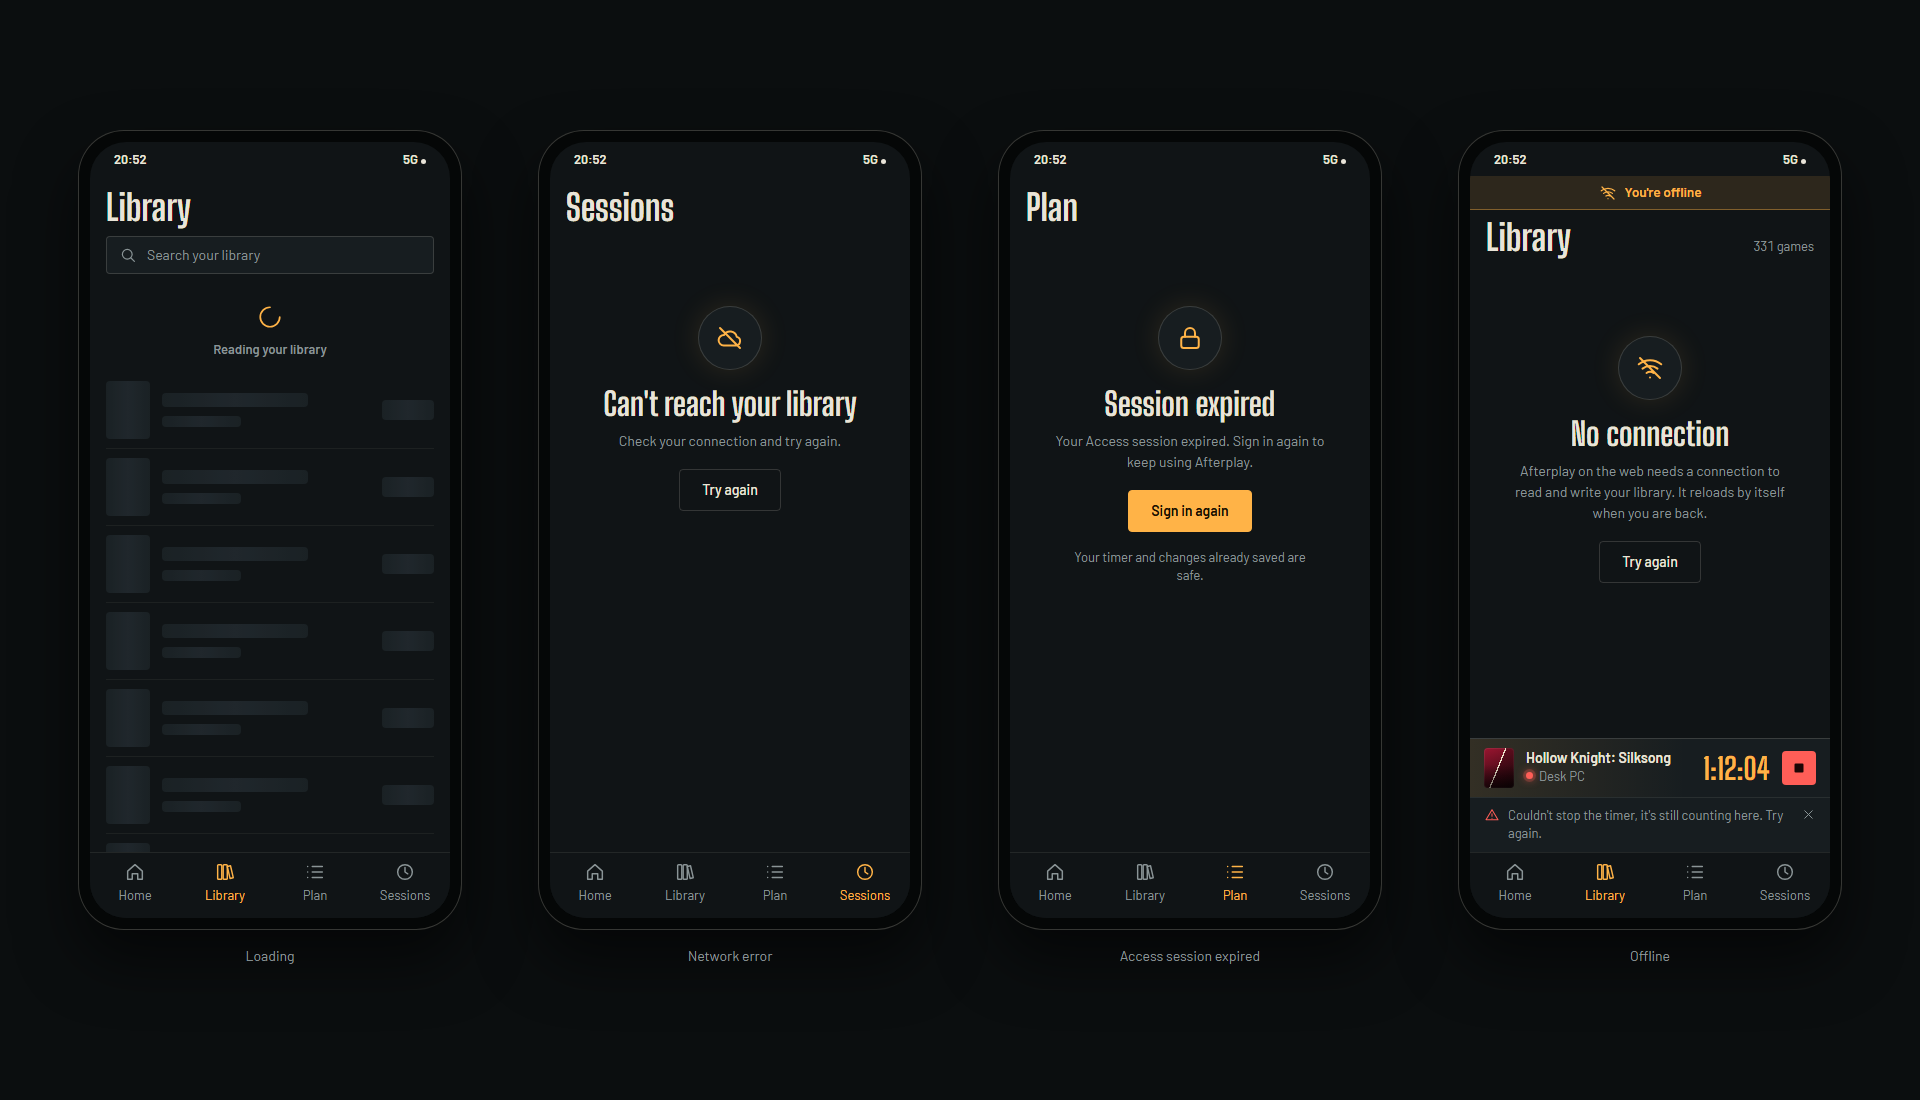 20:52
5G
Library
Search your library
Reading your library
Home
Library
Plan
Sessions
Loading
20:52
5G
Sessions
Can't reach your library
Check your connection and try again.
Try again
Home
Library
Plan
Sessions
Network error
20:52
5G
Plan
Session expired
Your Access session expired. Sign in again to
keep using Afterplay.
Sign in again
Your timer and changes already saved are
safe.
Home
Library
Plan
Sessions
Access session expired
20:52
5G
You're offline
Library
331 games
No connection
Afterplay on the web needs a connection to
read and write your library. It reloads by itself
when you are back.
Try again
Hollow Knight: Silksong
Desk PC
1:12:04
Couldn't stop the timer, it's still counting here. Try
again.
Home
Library
Plan
Sessions
Offline